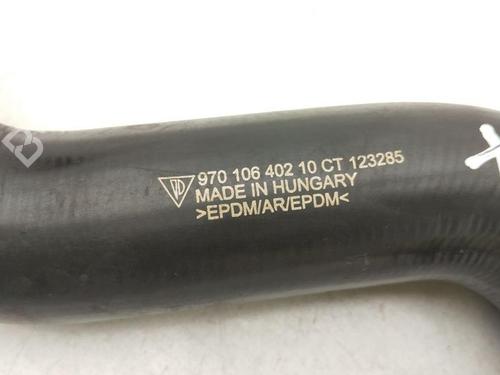 970 106 402 10 CT 123285
MADE IN HUNGARY
>EPDM/AR/EPDM<